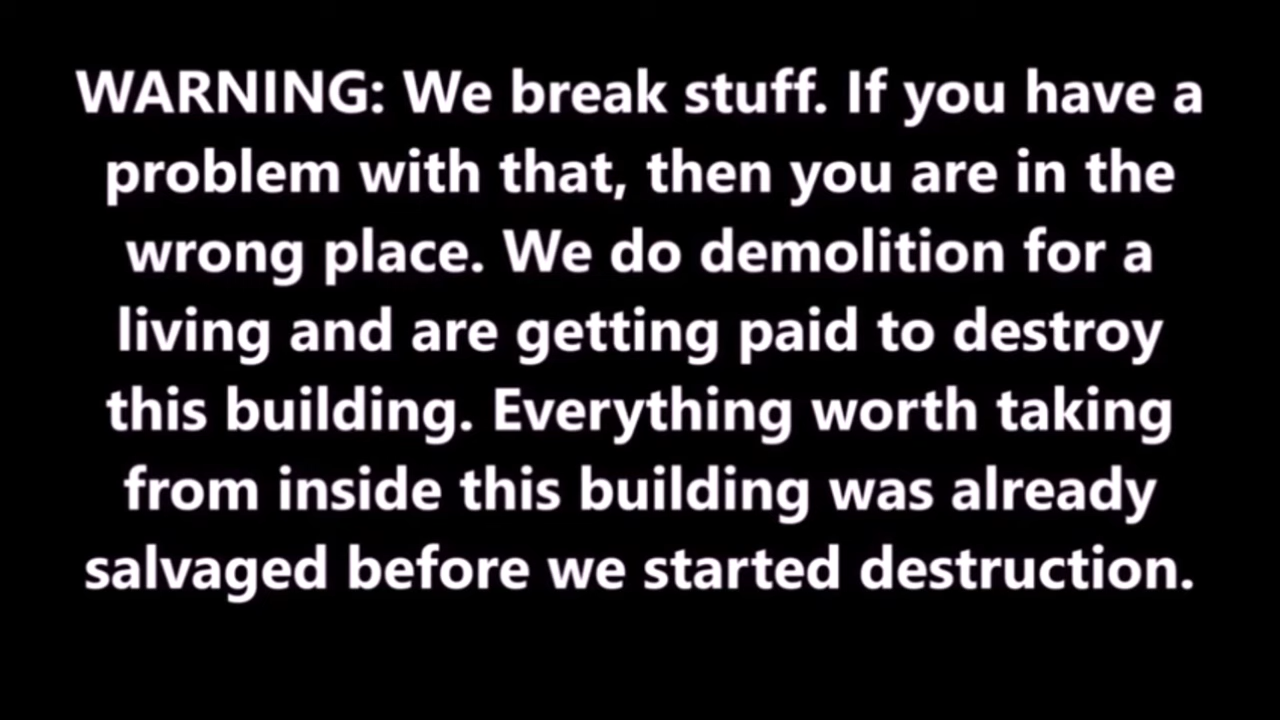 WARNING: We break stuff. If you have a
problem with that, then you are in the
wrong place. We do demolition for a
living and are getting paid to destroy
this building. Everything worth taking
from inside this building was already
salvaged before we started destruction.